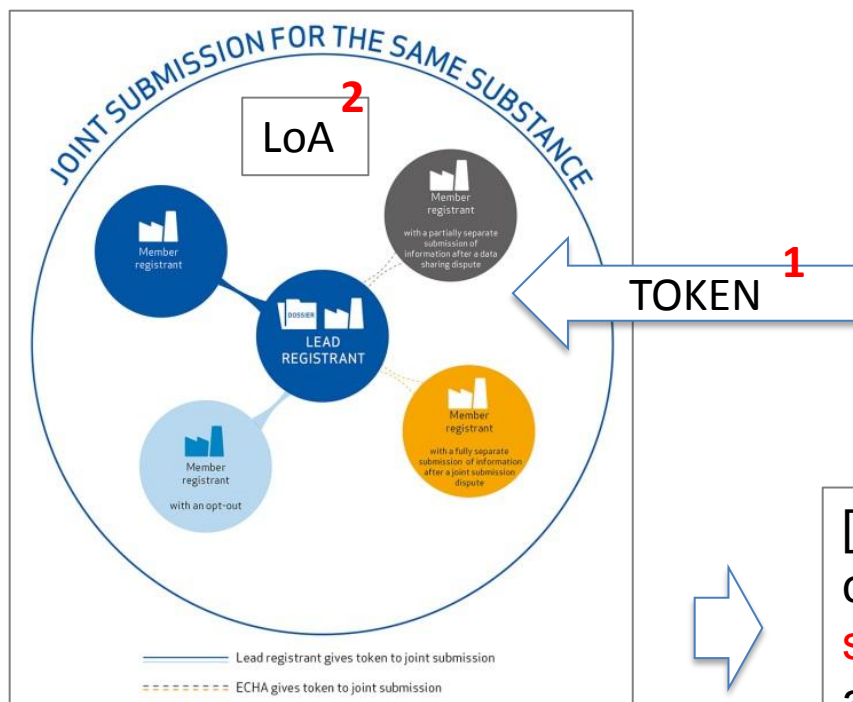 JOINT SUBMISSION FOR THE SAME SUBSTANCE
LoA 2
Member
registrant
with a partially separate
submission of
information after a data
sharing dispute
Member
registrant
TOKEN 1
DOSSIER
LEAD
REGISTRANT
Member
registrant
with a fully separate
submission of information
after a joint submission
dispute
Member
registrant
with an opt-out
Lead registrant gives token to joint submission
ECHA gives token to joint submission
[